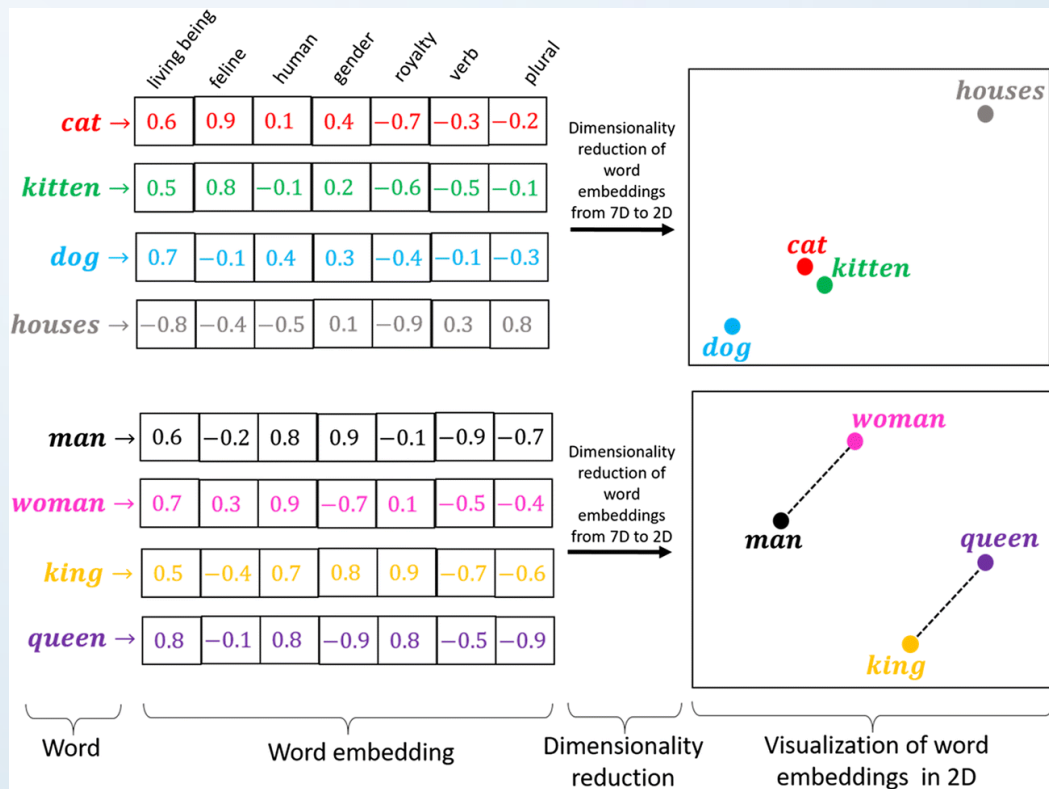 living being feline human gender royalty verb plural
cat → 0.6 0.9 0.1 0.4 −0.7 −0.3 −0.2
kitten → 0.5 0.8 −0.1 0.2 −0.6 −0.5 −0.1
dog → 0.7 −0.1 0.4 0.3 −0.4 −0.1 −0.3
houses → −0.8 −0.4 −0.5 0.1 −0.9 0.3 0.8
Dimensionality
reduction of
word
embeddings
from 7D to 2D
houses
cat
kitten
dog
man → 0.6 −0.2 0.8 0.9 −0.1 −0.9 −0.7
woman → 0.7 0.3 0.9 −0.7 0.1 −0.5 −0.4
king → 0.5 −0.4 0.7 0.8 0.9 −0.7 −0.6
queen → 0.8 −0.1 0.8 −0.9 0.8 −0.5 −0.9
Dimensionality
reduction of
word
embeddings
from 7D to 2D
woman
man
queen
king
Word
Word embedding
Dimensionality
reduction
Visualization of word
embeddings in 2D